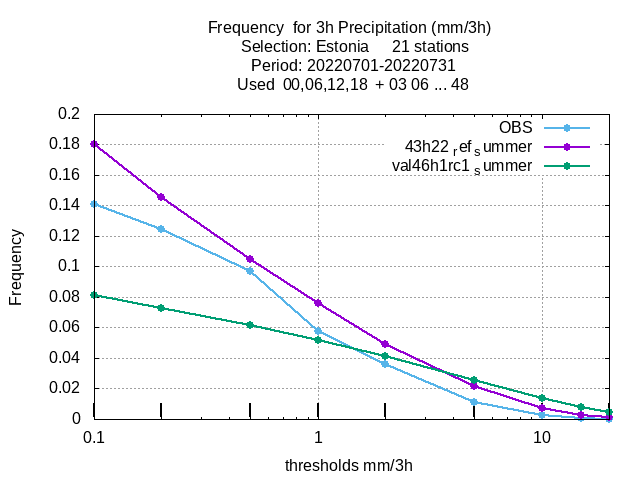 Frequency  for 3h Precipitation (mm/3h)
Selection: Estonia     21 stations
Period: 20220701-20220731
Used  00,06,12,18  + 03 06 ... 48
OBS
43h22_ref_summer
val46h1rc1_summer
0.2
0.18
0.16
0.14
0.12
0.1
0.08
0.06
0.04
0.02
0
Frequency
0.1
1
10
thresholds mm/3h